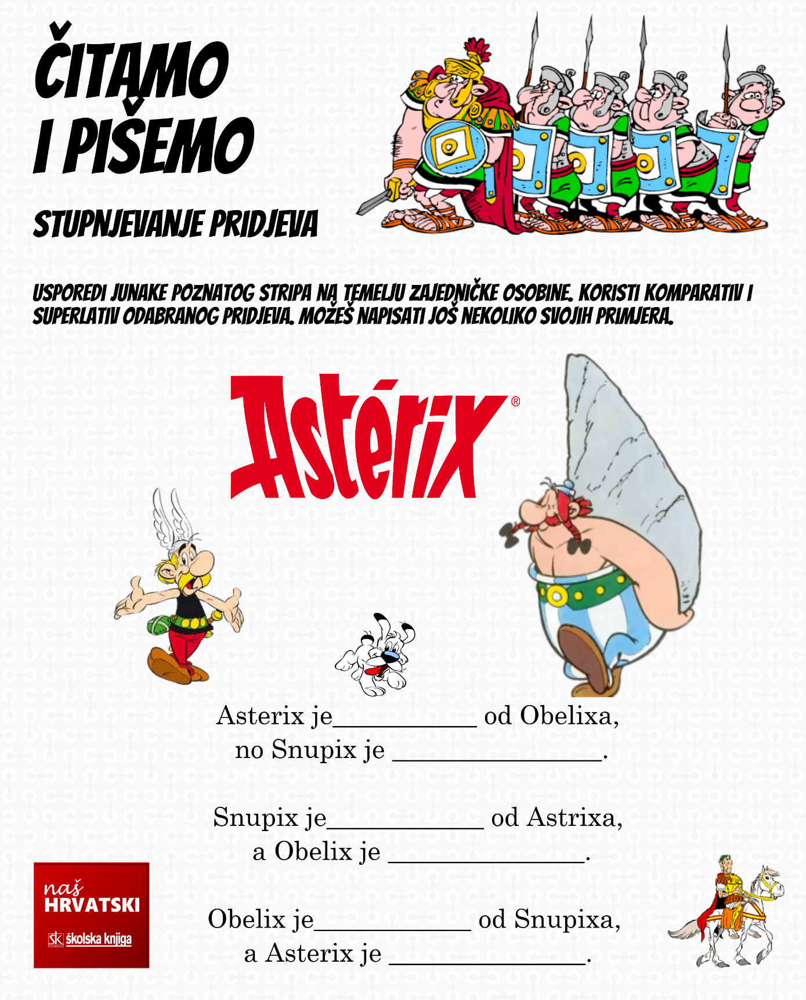 ČITAMO
I PIŠEMO
STUPNJEVANJE PRIDJEVA
USPOREDI JUNAKE POZNATOG STRIPA NA TEMELJU ZAJEDNIČKE OSOBINE. KORISTI KOMPARATIV I
SUPERLATIV ODABRANOG PRIDJEVA. MOŽEŠ NAPISATI JOŠ NEKOLIKO SVOJIH PRIMJERA.
Astérix®
Asterix je___________ od Obelixa,
no Snupix je ________________.
Snupix je____________ od Astrixa,
a Obelix je _______________.
Obelix je____________ od Snupixa,
a Asterix je _______________.
naš
HRVATSKI
šk školska knjiga